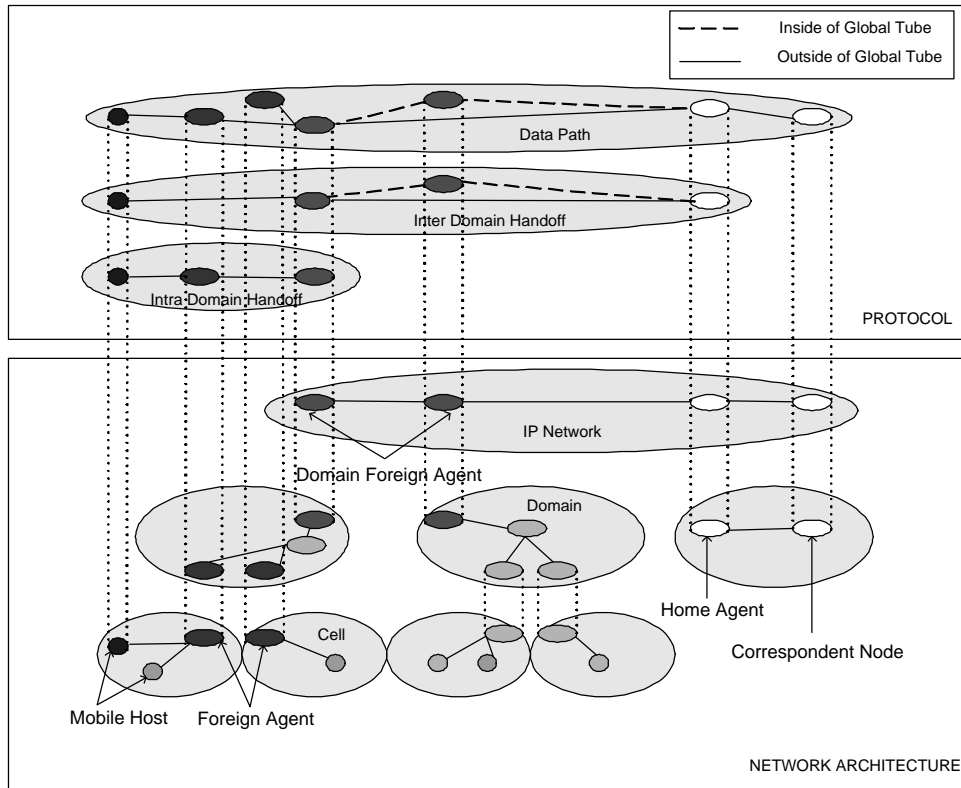 Inside of Global Tube
Outside of Global Tube
Data Path
Inter Domain Handoff
Intra Domain Handoff
PROTOCOL
IP Network
Domain Foreign Agent
Domain
Home Agent
Cell
Correspondent Node
Mobile Host
Foreign Agent
NETWORK ARCHITECTURE